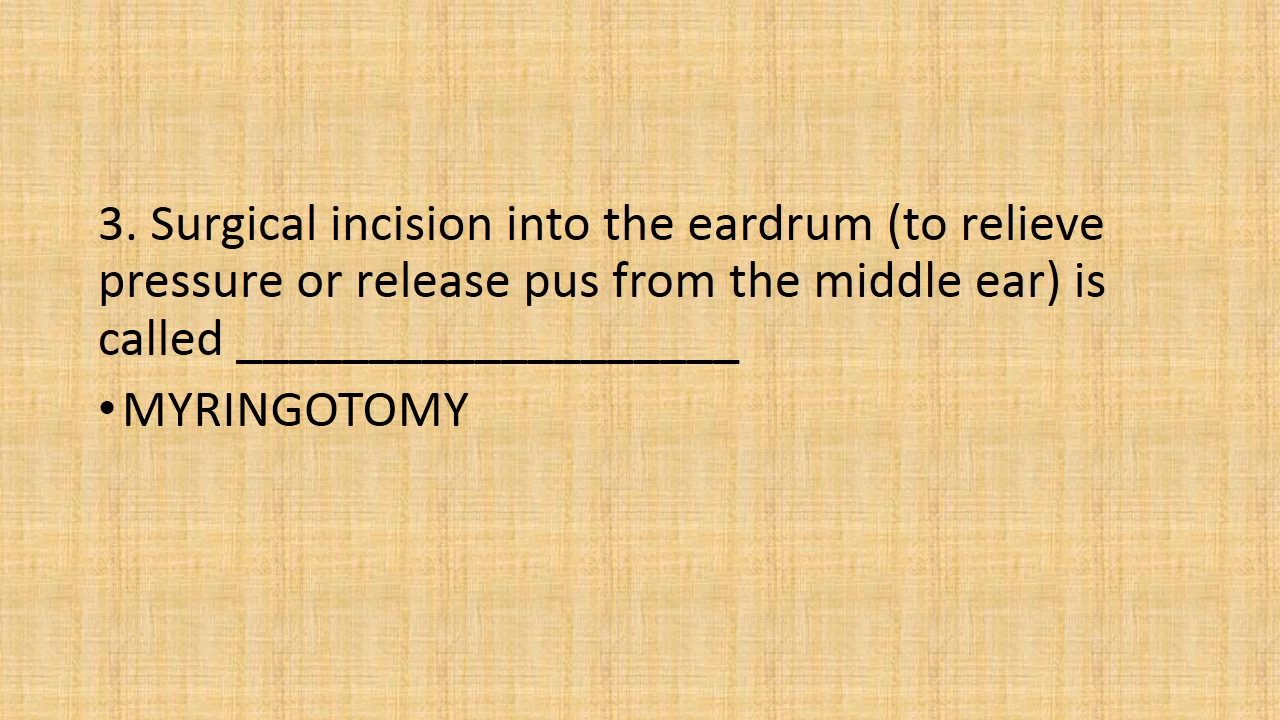 3. Surgical incision into the eardrum (to relieve
pressure or release pus from the middle ear) is
called ___________________
•MYRINGOTOMY